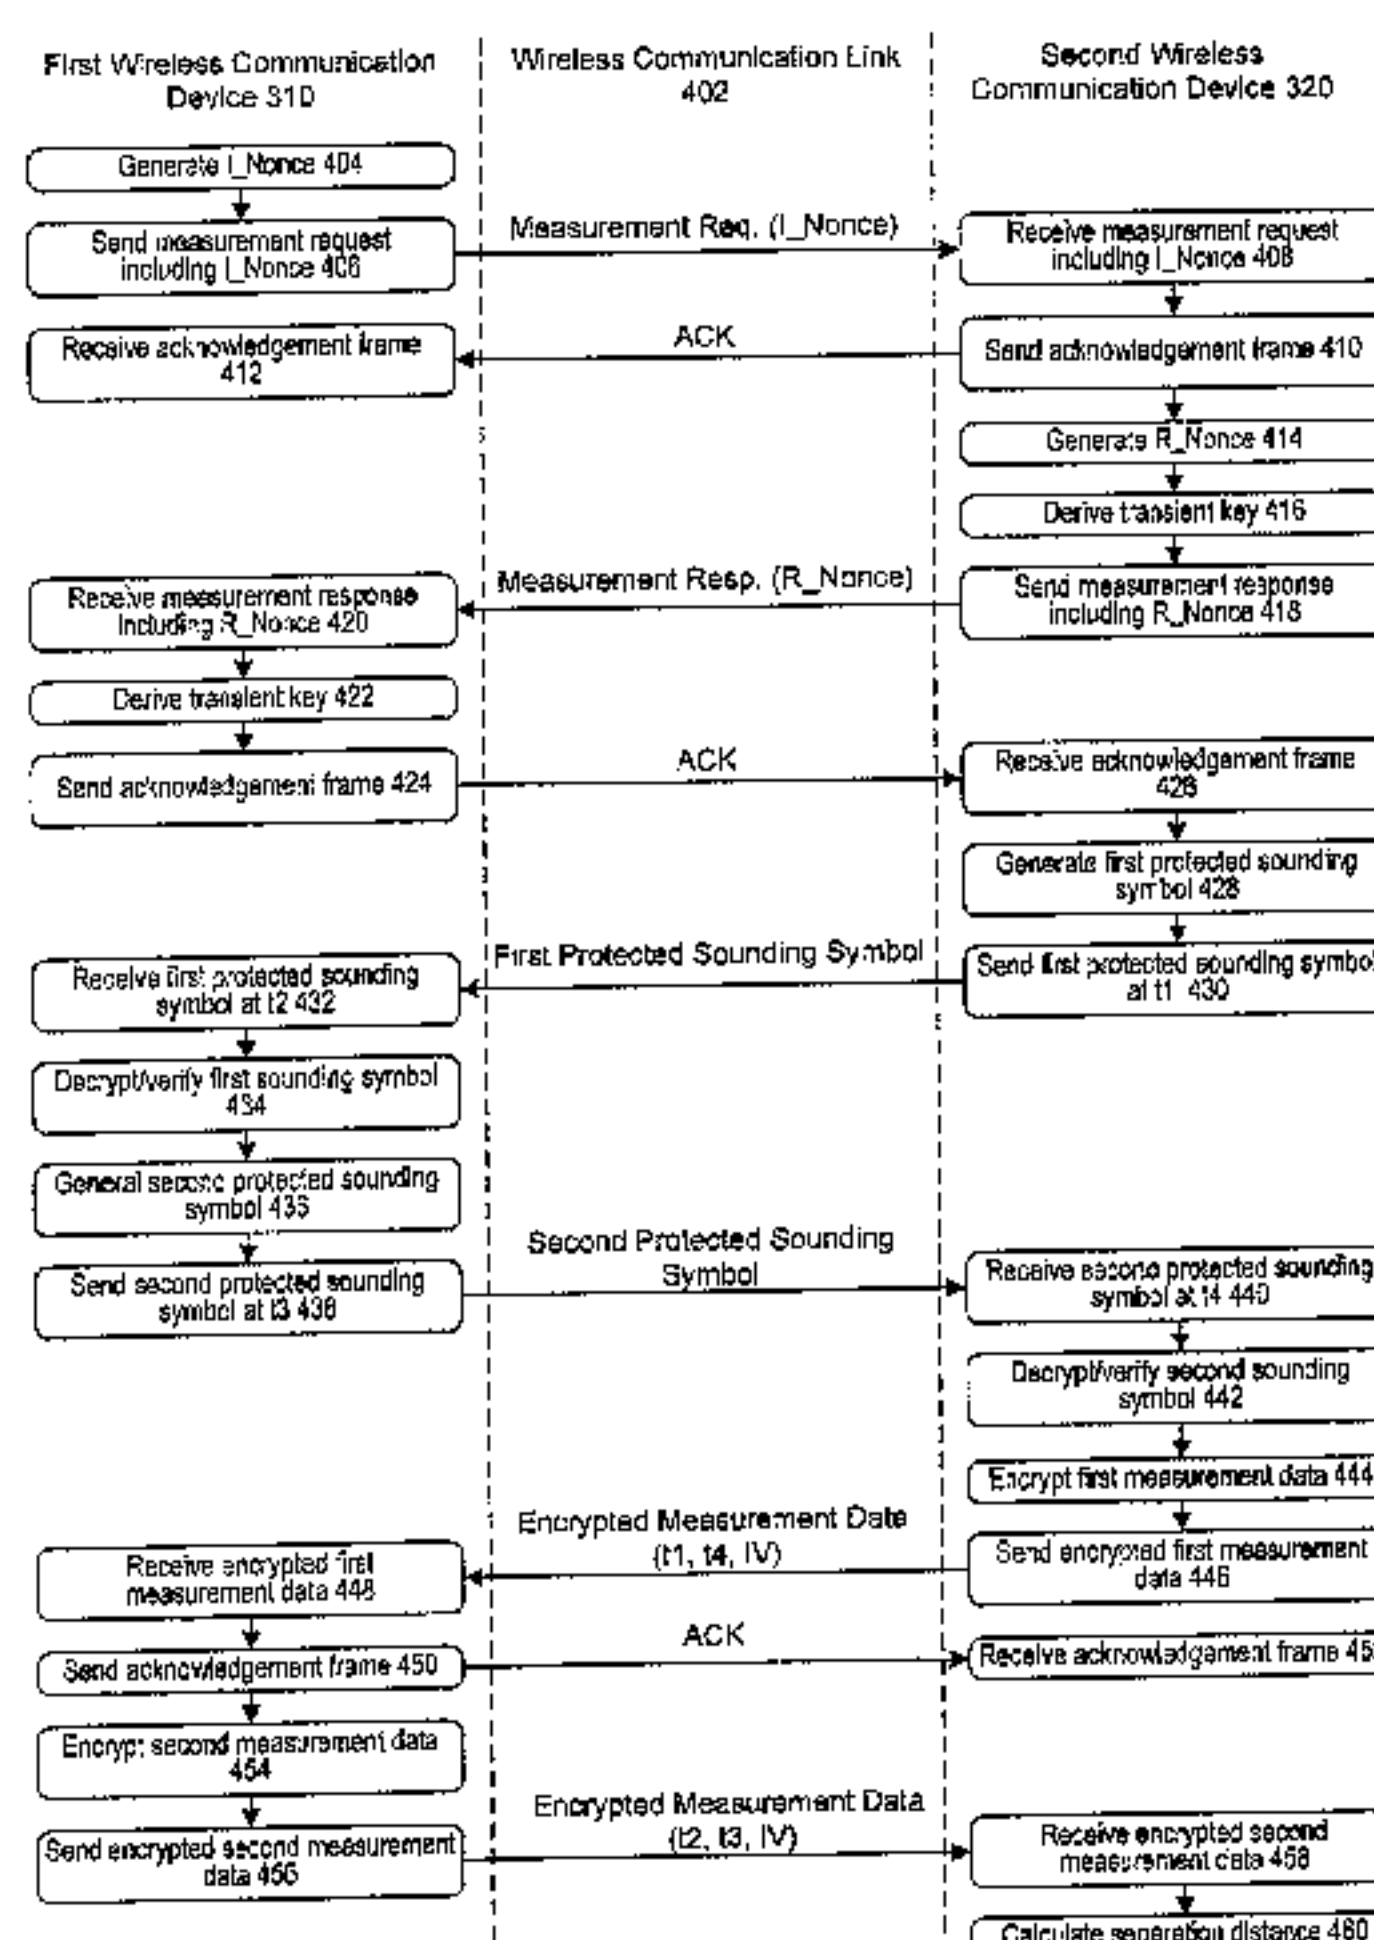 First Wireless Communication
Device 310
Wireless Communication Link
402
Second Wireless
Communication Device 320
Generate I_Nonce 404
Send measurement request
including I_Nonce 406
Measurement Req. (I_Nonce)
Receive measurement request
including I_Nonce 408
Receive acknowledgement frame
412
ACK
Send acknowledgement frame 410
Generate R_Nonce 414
Derive transient key 416
Receive measurement response
including R_Nonce 420
Measurement Resp. (R_Nonce)
Send measurement response
including R_Nonce 418
Derive transient key 422
Send acknowledgement frame 424
ACK
Receive acknowledgement frame
426
Generate first protected sounding
symbol 428
Receive first protected sounding
symbol at t2 432
First Protected Sounding Symbol
Send first protected sounding symbol
at t1 430
Decrypt/verify first sounding symbol
434
General second protected sounding
symbol 436
Send second protected sounding
symbol at t3 438
Second Protected Sounding
Symbol
Receive second protected sounding
symbol at t4 440
Decrypt/verify second sounding
symbol 442
Encrypt first measurement data 444
Receive encrypted first
measurement data 448
Encrypted Measurement Data
(t1, t4, IV)
Send encrypted first measurement
data 446
Send acknowledgement frame 450
ACK
Receive acknowledgement frame
Encrypt second measurement data
454
Send encrypted second measurement
data 456
Encrypted Measurement Data
(t2, t3, IV)
Receive encrypted second
measurement data 458
Calculate separation distance 460